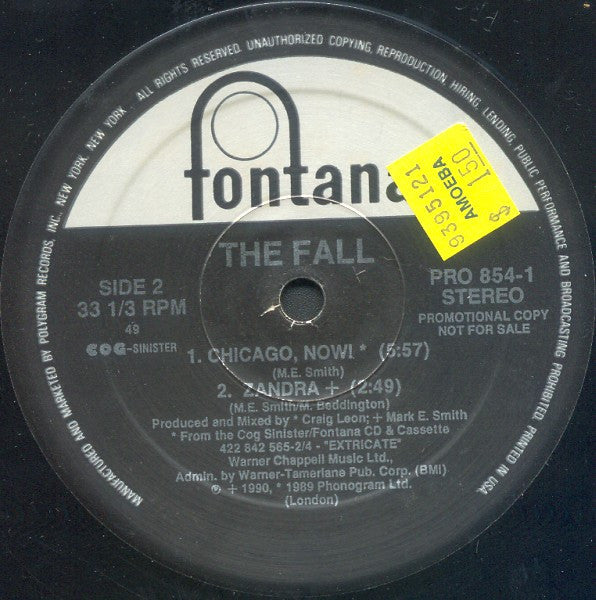 MANUFACTURED AND MARKETED BY POLYGRAM RECORDS, INC., NEW YORK, NEW YORK. ALL RIGHTS RESERVED. UNAUTHORIZED COPYING, REPRODUCTION, HIRING, LENDING, PUBLIC PERFORMANCE AND BROADCASTING PROHIBITED. PRINTED IN USA.
fontana
9395121
AMOEBA
$ 1.50
THE FALL
SIDE 2
33 1/3 RPM
49
COG-SINISTER
PRO 854-1
STEREO
PROMOTIONAL COPY
NOT FOR SALE
1. CHICAGO, NOW! * (5:57)
(M.E. Smith)
2. ZANDRA + (2:49)
(M.E. Smith/M. Beddington)
Produced and Mixed by * Craig Leon; + Mark E. Smith
* From the Cog Sinister/Fontana CD & Cassette
422 842 565-2/4 - "EXTRICATE"
Warner Chappell Music Ltd.,
Admin. by Warner-Tamerlane Pub. Corp. (BMI)
℗ + 1990, * 1989 Phonogram Ltd.
(London)